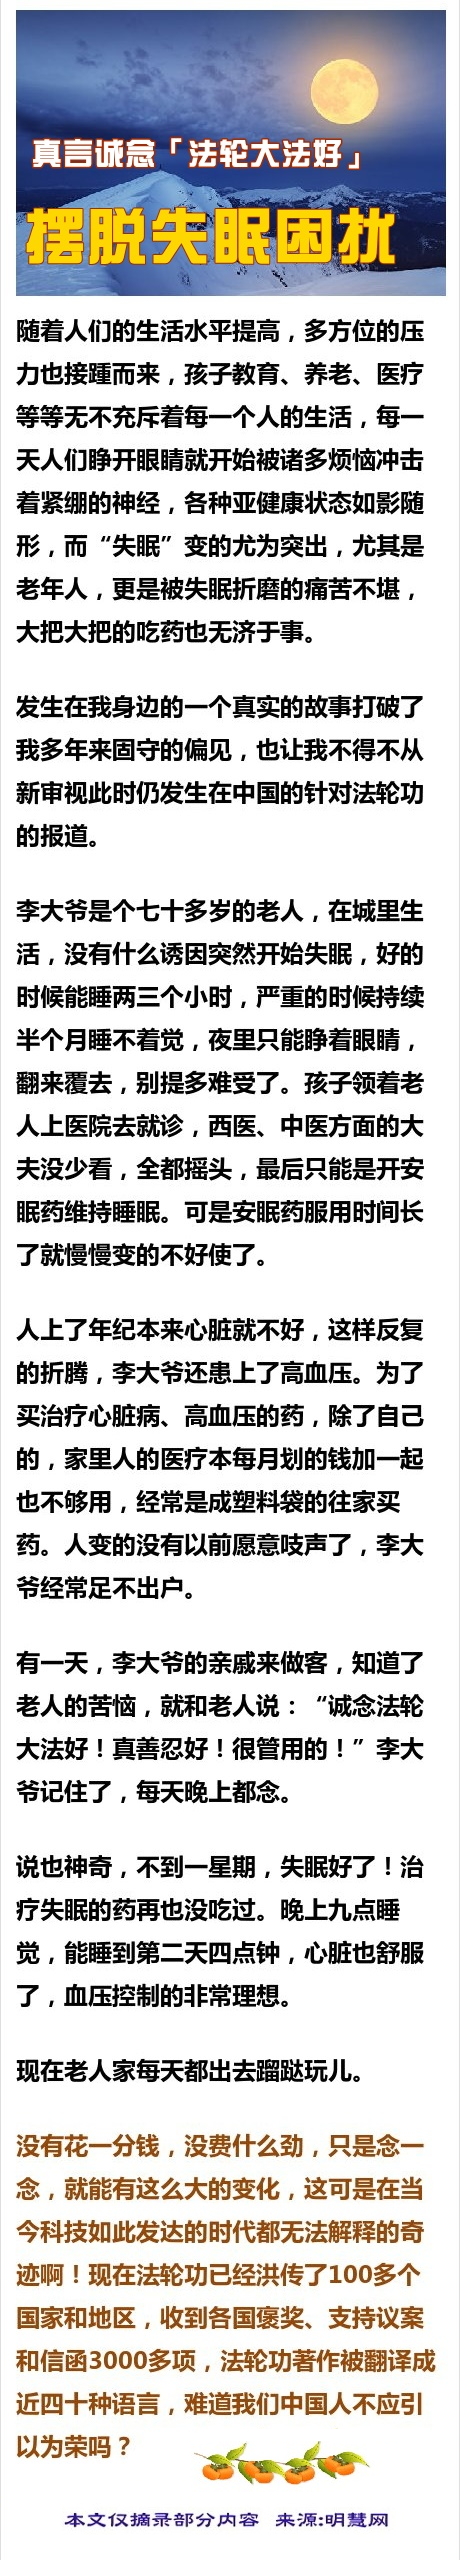 真言诚念「法轮大法好」
摆脱失眠困扰
随着人们的生活水平提高，多方位的压
力也接踵而来，孩子教育、养老、医疗
等等无不充斥着每一个人的生活，每一
天人们睁开眼睛就开始被诸多烦恼冲击
着紧绷的神经，各种亚健康状态如影随
形，而“失眠”变的尤为突出，尤其是
老年人，更是被失眠折磨的痛苦不堪，
大把大把的吃药也无济于事。
发生在我身边的一个真实的故事打破了
我多年来固守的偏见，也让我不得不从
新审视此时仍发生在中国的针对法轮功
的报道。
李大爷是个七十多岁的老人，在城里生
活，没有什么诱因突然开始失眠，好的
时候能睡两三个小时，严重的时候持续
半个月睡不着觉，夜里只能睁着眼睛，
翻来覆去，别提多难受了。孩子领着老
人上医院去就诊，西医、中医方面的大
夫没少看，全都摇头，最后只能是开安
眠药维持睡眠。可是安眠药服用时间长
了就慢慢变的不好使了。
人上了年纪本来心脏就不好，这样反复
的折腾，李大爷还患上了高血压。为了
买治疗心脏病、高血压的药，除了自己
的，家里人的医疗本每月划的钱加一起
也不够用，经常是成塑料袋的往家买
药。人变的没有以前愿意吱声了，李大
爷经常足不出户。
有一天，李大爷的亲戚来做客，知道了
老人的苦恼，就和老人说：“诚念法轮
大法好！真善忍好！很管用的！”李大
爷记住了，每天晚上都念。
说也神奇，不到一星期，失眠好了！治
疗失眠的药再也没吃过。晚上九点睡
觉，能睡到第二天四点钟，心脏也舒服
了，血压控制的非常理想。
现在老人家每天都出去蹓跶玩儿。
没有花一分钱，没费什么劲，只是念一
念，就能有这么大的变化，这可是在当
今科技如此发达的时代都无法解释的奇
迹啊！现在法轮功已经洪传了100多个
国家和地区，收到各国褒奖、支持议案
和信函3000多项，法轮功著作被翻译成
近四十种语言，难道我们中国人不应引
以为荣吗？
本文仅摘录部分内容 来源:明慧网